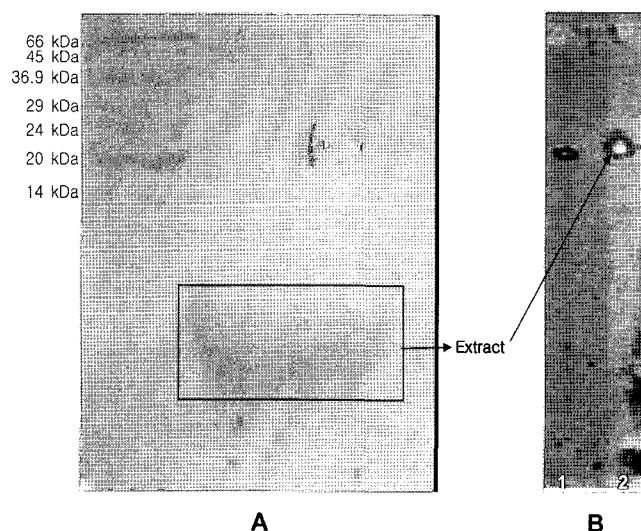 66 kDa
45 kDa
36.9 kDa
29 kDa
24 kDa
20 kDa
14 kDa
Extract
1 2
A B